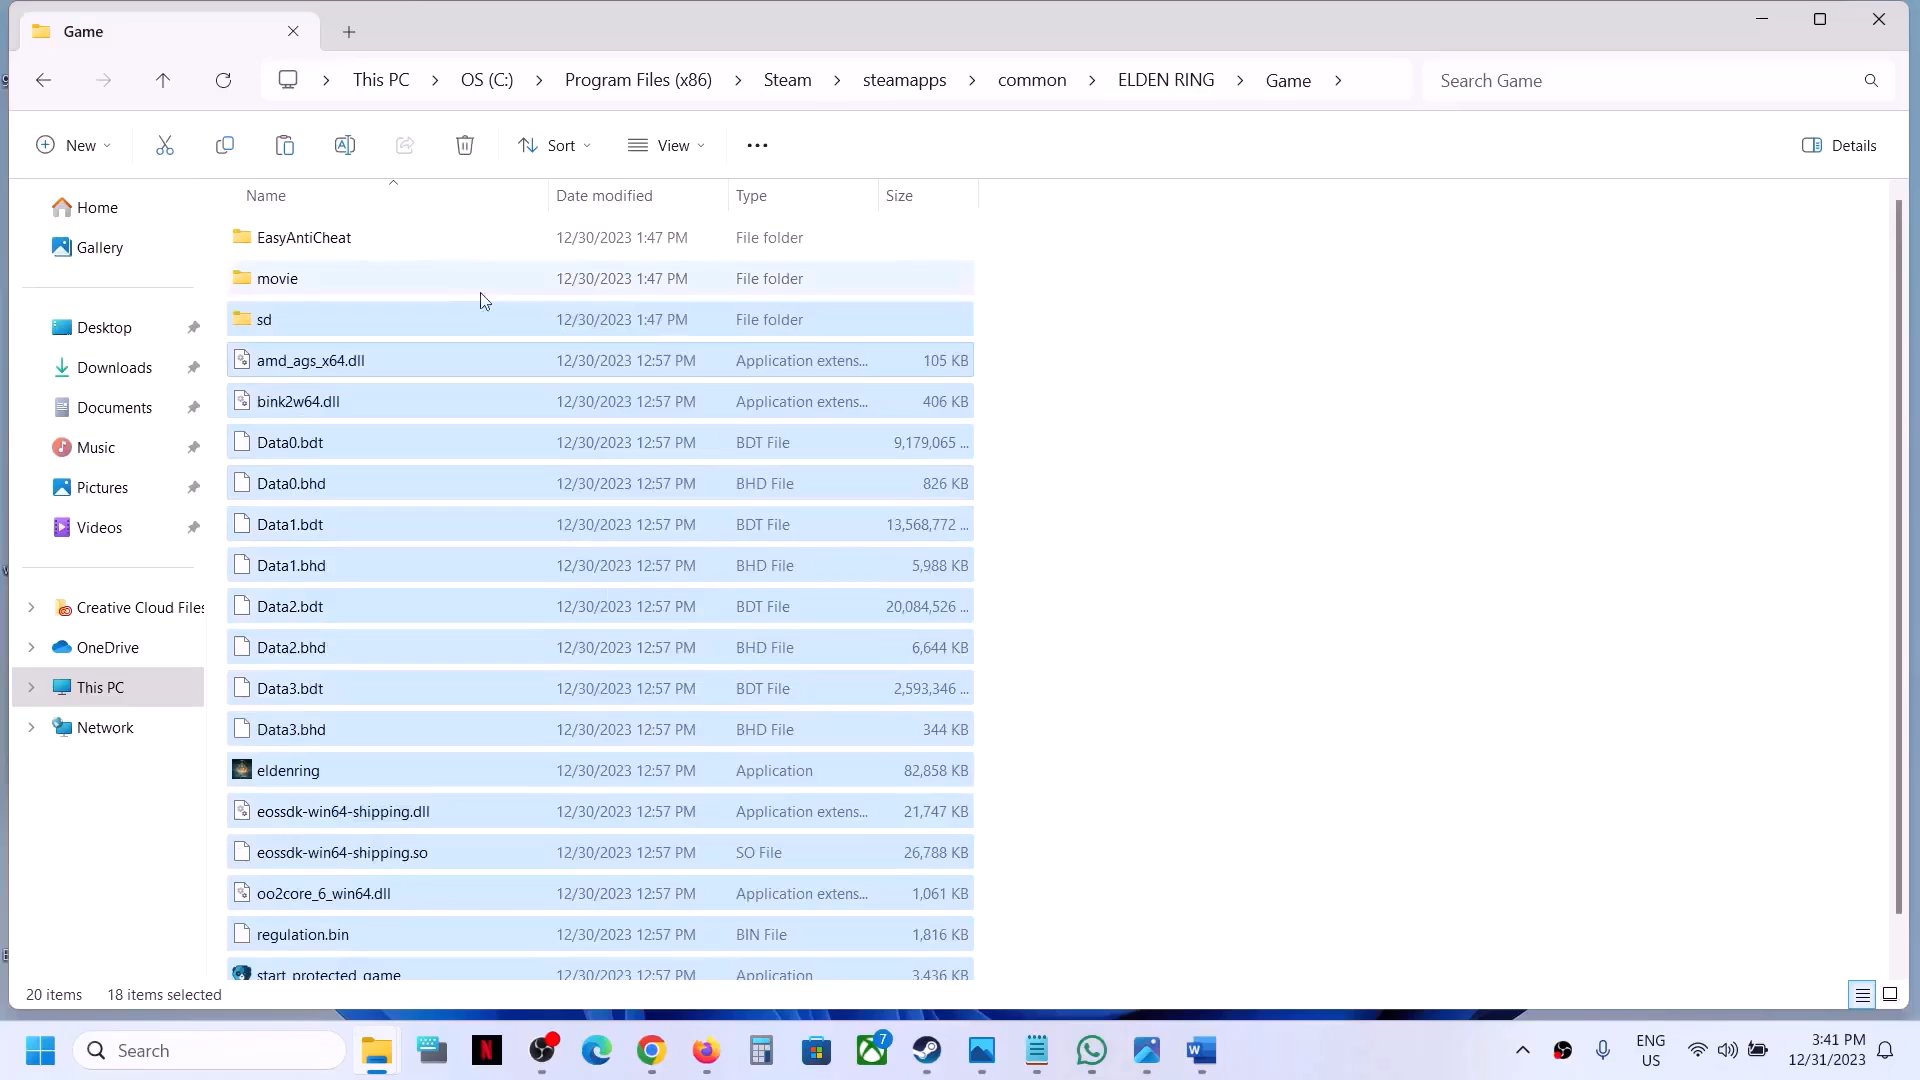 Game
This PC > OS (C:) > Program Files (x86) > Steam > steamapps > common > ELDEN RING > Game >
Search Game
New
Sort
View
Details
Name Date modified Type Size
Home
Gallery
Desktop
Downloads
Documents
Music
Pictures
Videos
Creative Cloud Files
OneDrive
This PC
Network
EasyAntiCheat 12/30/2023 1:47 PM File folder
movie 12/30/2023 1:47 PM File folder
sd 12/30/2023 1:47 PM File folder
amd_ags_x64.dll 12/30/2023 12:57 PM Application extens... 105 KB
bink2w64.dll 12/30/2023 12:57 PM Application extens... 406 KB
Data0.bdt 12/30/2023 12:57 PM BDT File 9,179,065 ...
Data0.bhd 12/30/2023 12:57 PM BHD File 826 KB
Data1.bdt 12/30/2023 12:57 PM BDT File 13,568,772 ...
Data1.bhd 12/30/2023 12:57 PM BHD File 5,988 KB
Data2.bdt 12/30/2023 12:57 PM BDT File 20,084,526 ...
Data2.bhd 12/30/2023 12:57 PM BHD File 6,644 KB
Data3.bdt 12/30/2023 12:57 PM BDT File 2,593,346 ...
Data3.bhd 12/30/2023 12:57 PM BHD File 344 KB
eldenring 12/30/2023 12:57 PM Application 82,858 KB
eossdk-win64-shipping.dll 12/30/2023 12:57 PM Application extens... 21,747 KB
eossdk-win64-shipping.so 12/30/2023 12:57 PM SO File 26,788 KB
oo2core_6_win64.dll 12/30/2023 12:57 PM Application extens... 1,061 KB
regulation.bin 12/30/2023 12:57 PM BIN File 1,816 KB
start_protected_game 12/30/2023 12:57 PM Application 3,436 KB
20 items 18 items selected
Search
7
ENG
US
3:41 PM
12/31/2023